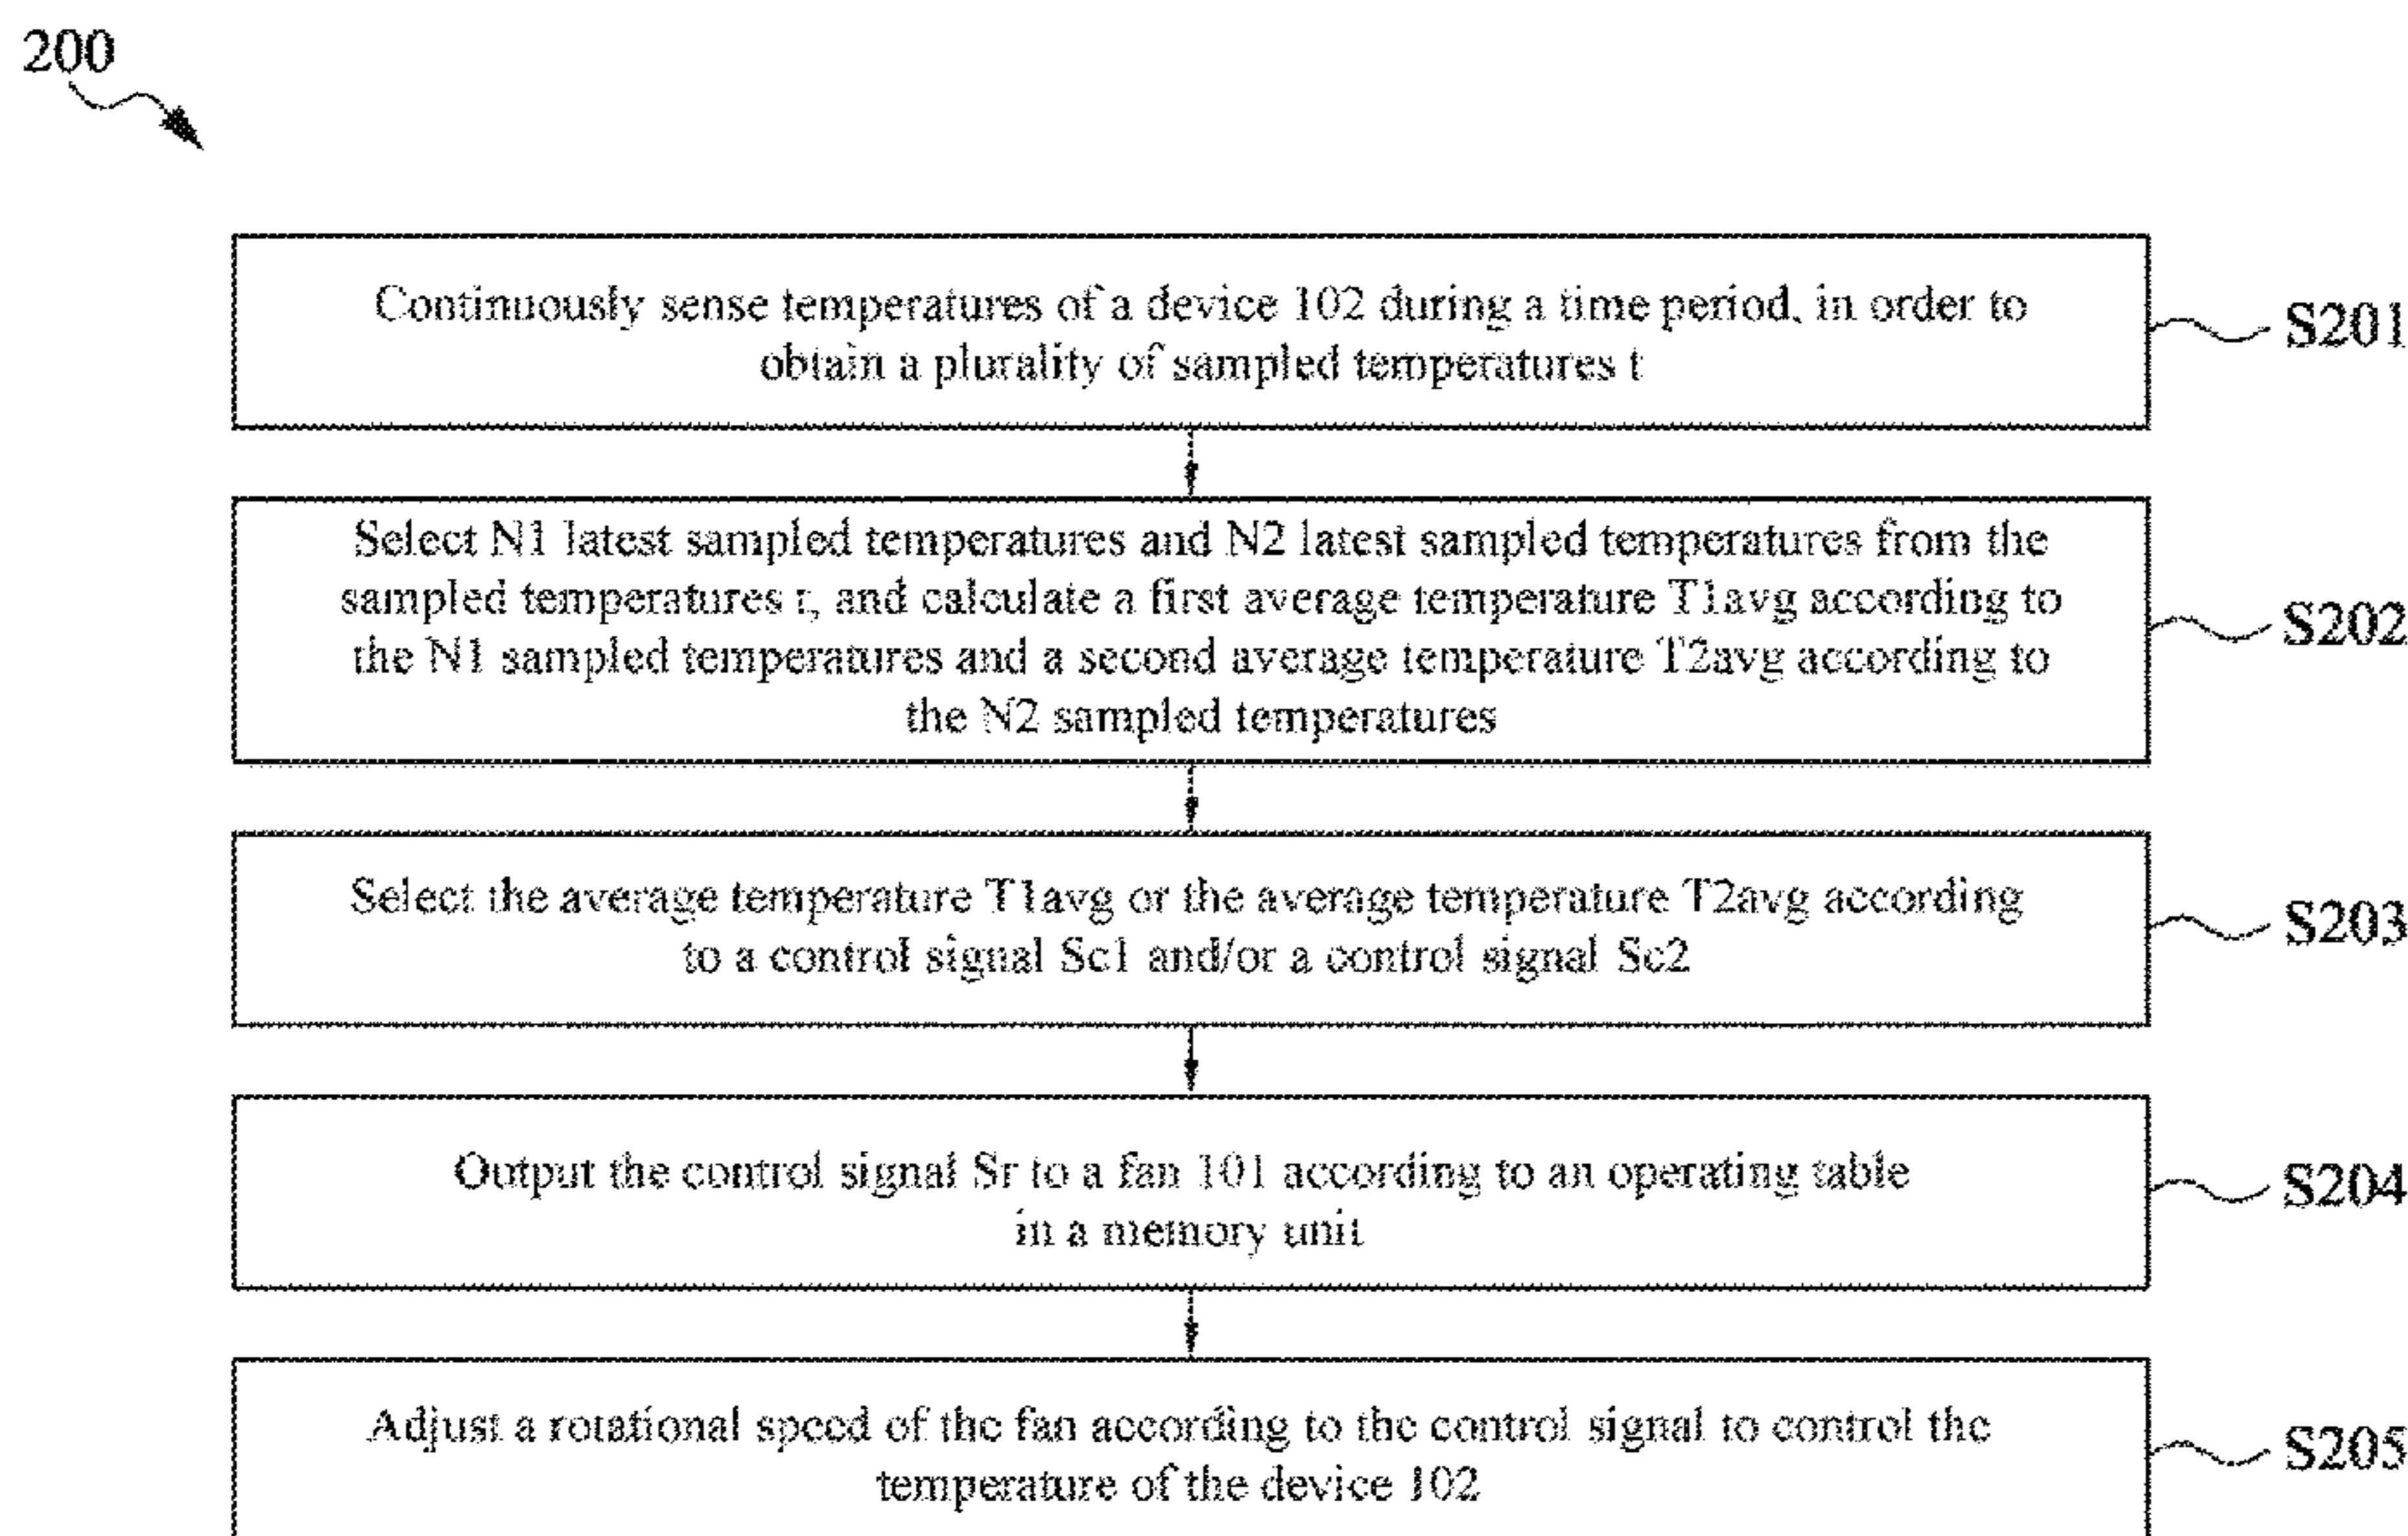 200
Continuously sense temperatures of a device 102 during a time period, in order to
obtain a plurality of sampled temperatures t
S201
Select N1 latest sampled temperatures and N2 latest sampled temperatures from the
sampled temperatures t, and calculate a first average temperature T1avg according to
the N1 sampled temperatures and a second average temperature T2avg according to
the N2 sampled temperatures
S202
Select the average temperature T1avg or the average temperature T2avg according
to a control signal Sc1 and/or a control signal Sc2
S203
Output the control signal Sr to a fan 101 according to an operating table
in a memory unit
S204
Adjust a rotational speed of the fan according to the control signal to control the
temperature of the device 102
S205